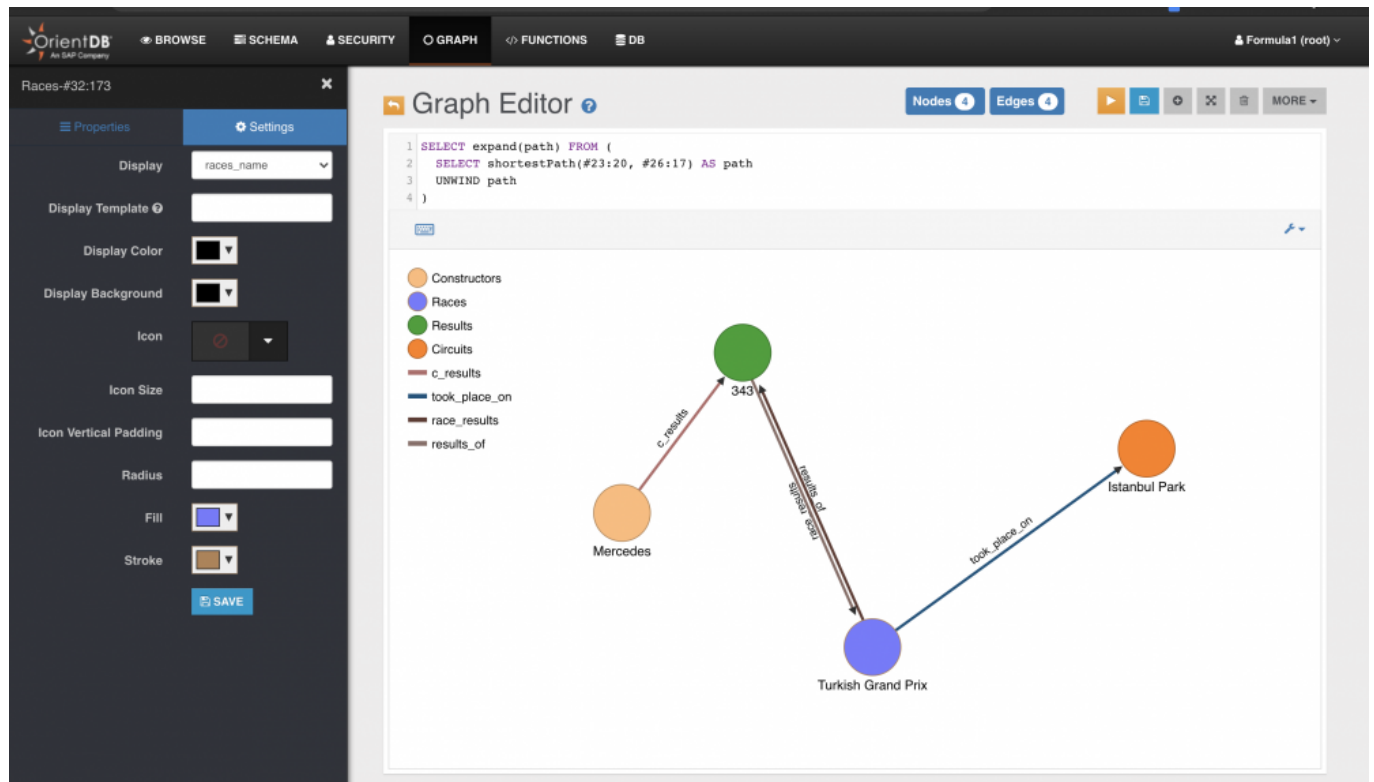 OrientDB
An SAP Company
BROWSE
SCHEMA
SECURITY
GRAPH
FUNCTIONS
DB
Formula1 (root)
Races-#32:173
Properties
Settings
Display
races_name
Display Template
Display Color
Display Background
Icon
Icon Size
Icon Vertical Padding
Radius
Fill
Stroke
SAVE
Graph Editor
Nodes 4
Edges 4
MORE
1 SELECT expand(path) FROM (
2 SELECT shortestPath(#23:20, #26:17) AS path
3 UNWIND path
4 )
Constructors
Races
Results
Circuits
c_results
took_place_on
race_results
results_of
343
c_results
results_of
race_results
Mercedes
Istanbul Park
took_place_on
Turkish Grand Prix